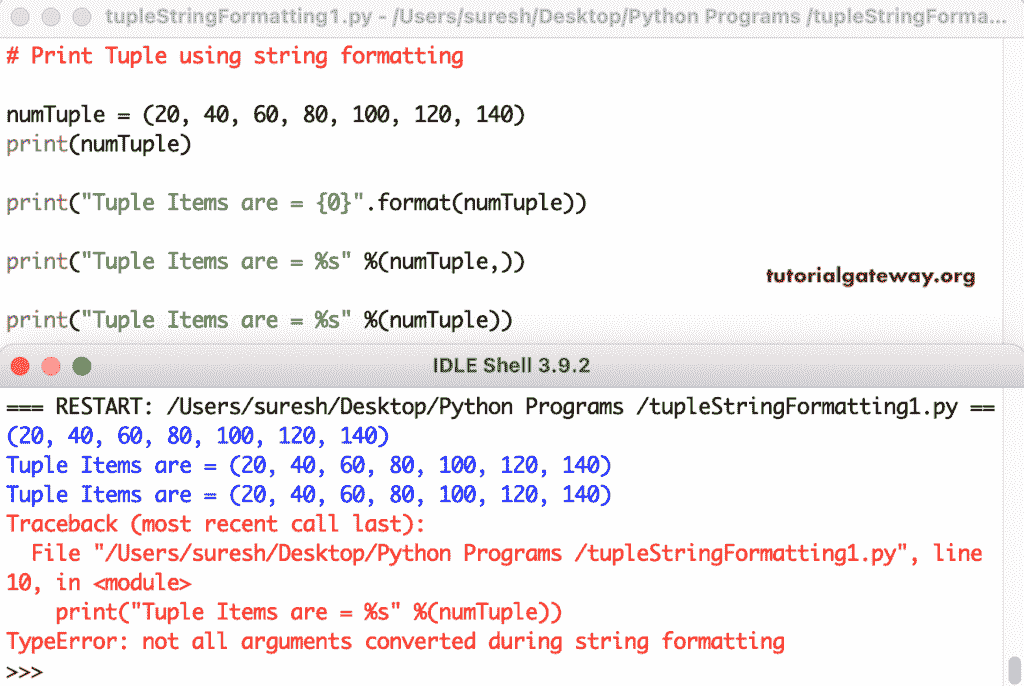 tupleStringFormatting1.py - /Users/suresh/Desktop/Python Programs /tupleStringForma...
# Print Tuple using string formatting
numTuple = (20, 40, 60, 80, 100, 120, 140)
print(numTuple)
print("Tuple Items are = {0}".format(numTuple))
print("Tuple Items are = %s" %(numTuple,))
tutorialgateway.org
print("Tuple Items are = %s" %(numTuple))
IDLE Shell 3.9.2
=== RESTART: /Users/suresh/Desktop/Python Programs /tupleStringFormatting1.py ==
(20, 40, 60, 80, 100, 120, 140)
Tuple Items are = (20, 40, 60, 80, 100, 120, 140)
Tuple Items are = (20, 40, 60, 80, 100, 120, 140)
Traceback (most recent call last):
  File "/Users/suresh/Desktop/Python Programs /tupleStringFormatting1.py", line
10, in <module>
    print("Tuple Items are = %s" %(numTuple))
TypeError: not all arguments converted during string formatting
>>>